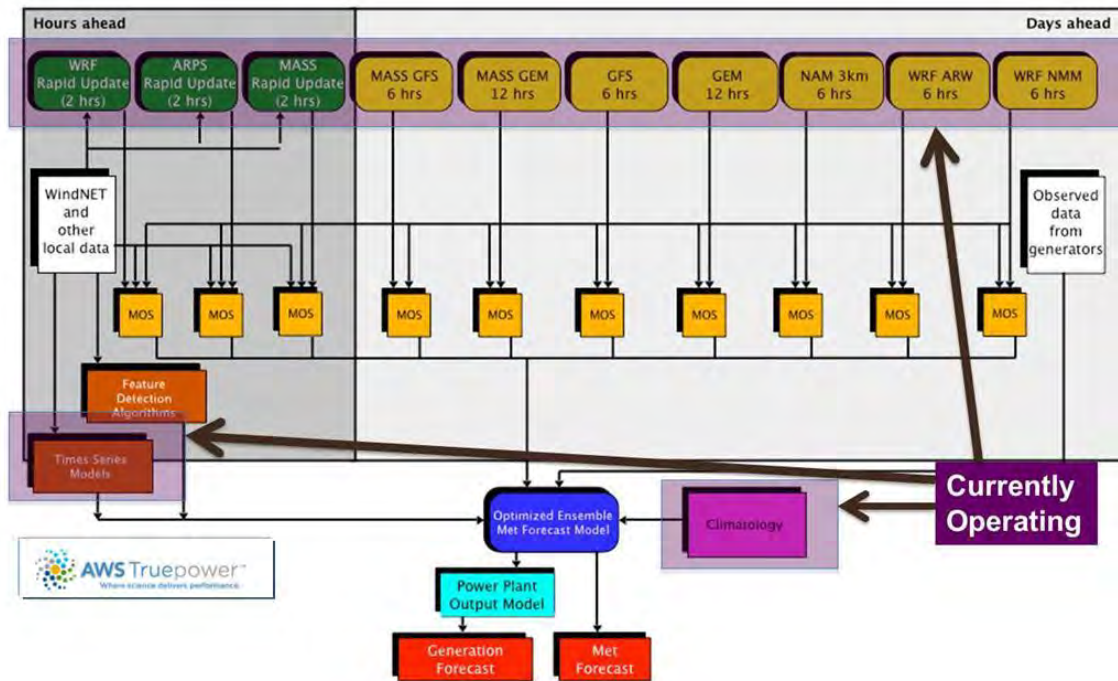 Hours ahead
Days ahead
WRF
Rapid Update
(2 hrs)
ARPS
Rapid Update
(2 hrs)
MASS
Rapid Update
(2 hrs)
MASS GFS
6 hrs
MASS GEM
12 hrs
GFS
6 hrs
GEM
12 hrs
NAM 3km
6 hrs
WRF ARW
6 hrs
WRF NMM
6 hrs
WindNET
and
other
local data
Observed
data
from
generators
MOS
MOS
MOS
MOS
MOS
MOS
MOS
MOS
MOS
MOS
Feature
Detection
Algorithms
Times Series
Models
Optimized Ensemble
Met Forecast Model
Climatology
Currently
Operating
AWS Truepower™
Where science delivers performance.
Power Plant
Output Model
Generation
Forecast
Met
Forecast